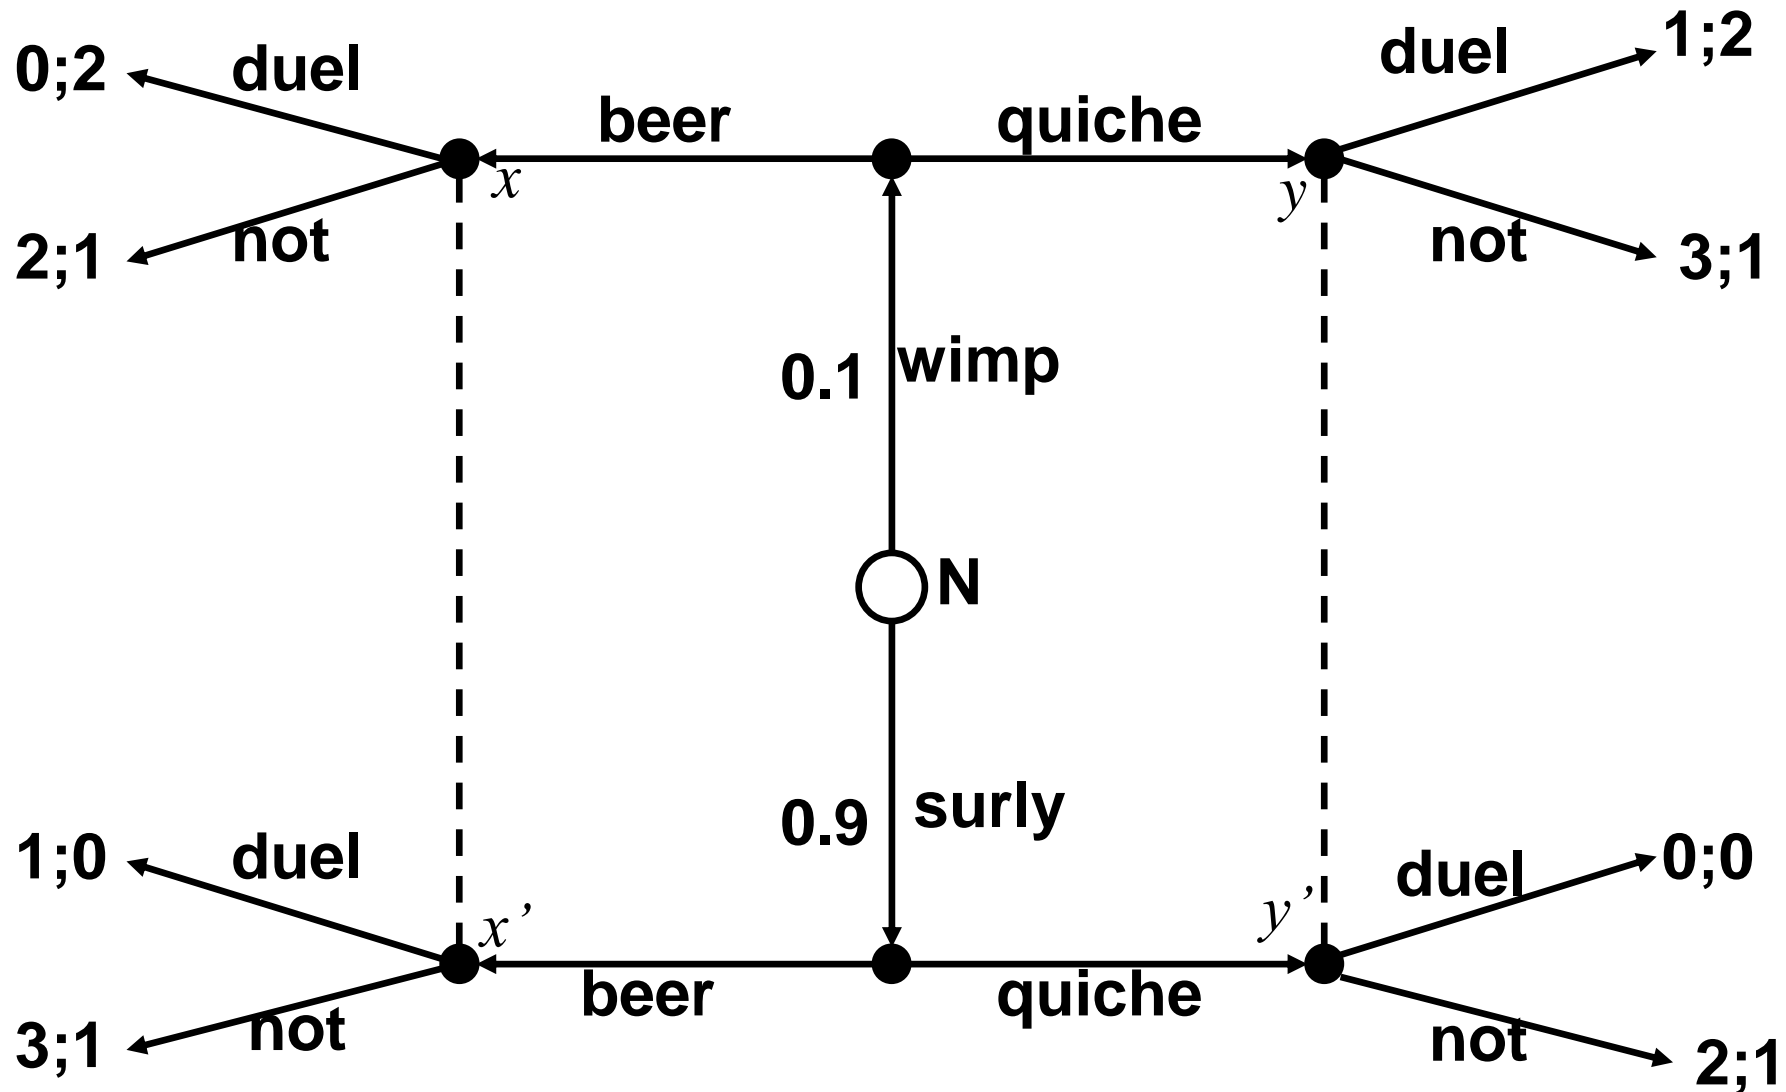 0;2 duel beer quiche duel 1;2
x y
2;1 not not 3;1
0.1 wimp
N
0.9 surly
1;0 duel duel 0;0
x’ y’
beer quiche
3;1 not not 2;1